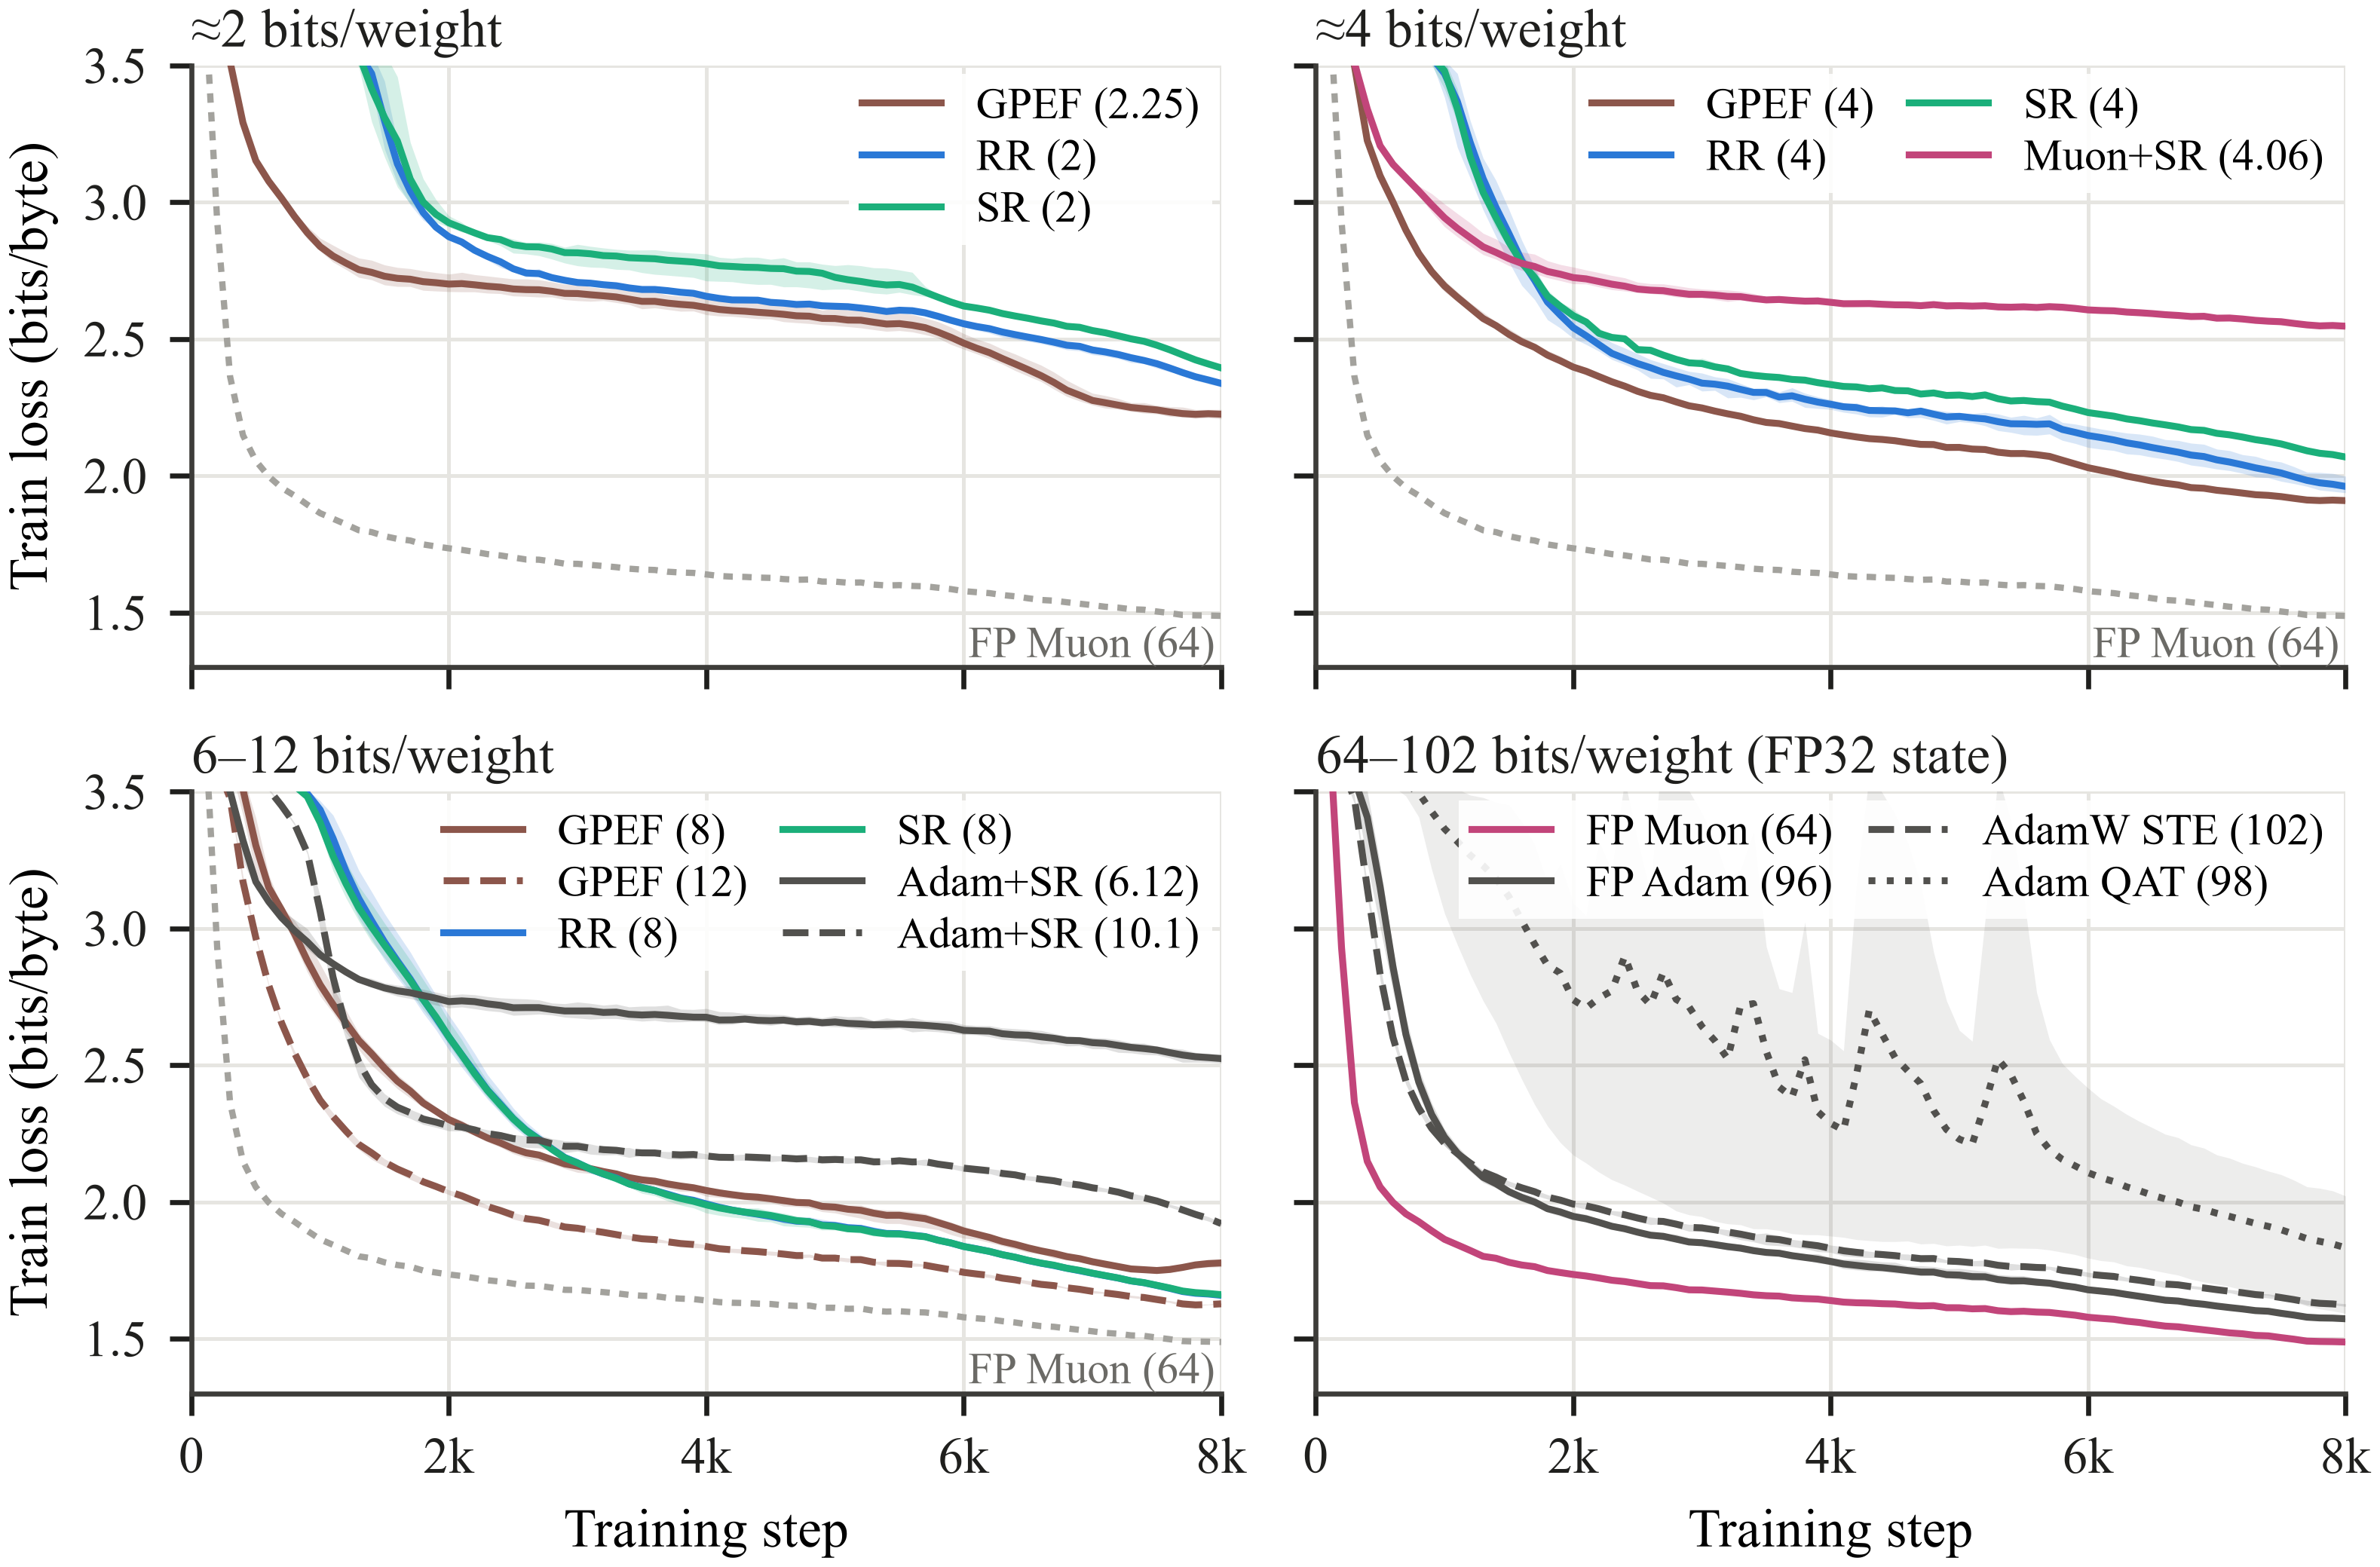 ≈2 bits/weight
3.5
3.0
2.5
2.0
1.5
Train loss (bits/byte)
GPEF (2.25)
RR (2)
SR (2)
FP Muon (64)
≈4 bits/weight
GPEF (4)
RR (4)
SR (4)
Muon+SR (4.06)
FP Muon (64)
6–12 bits/weight
3.5
3.0
2.5
2.0
1.5
Train loss (bits/byte)
GPEF (8)
GPEF (12)
RR (8)
SR (8)
Adam+SR (6.12)
Adam+SR (10.1)
FP Muon (64)
0 2k 4k 6k 8k
Training step
64–102 bits/weight (FP32 state)
FP Muon (64)
FP Adam (96)
AdamW STE (102)
Adam QAT (98)
0 2k 4k 6k 8k
Training step